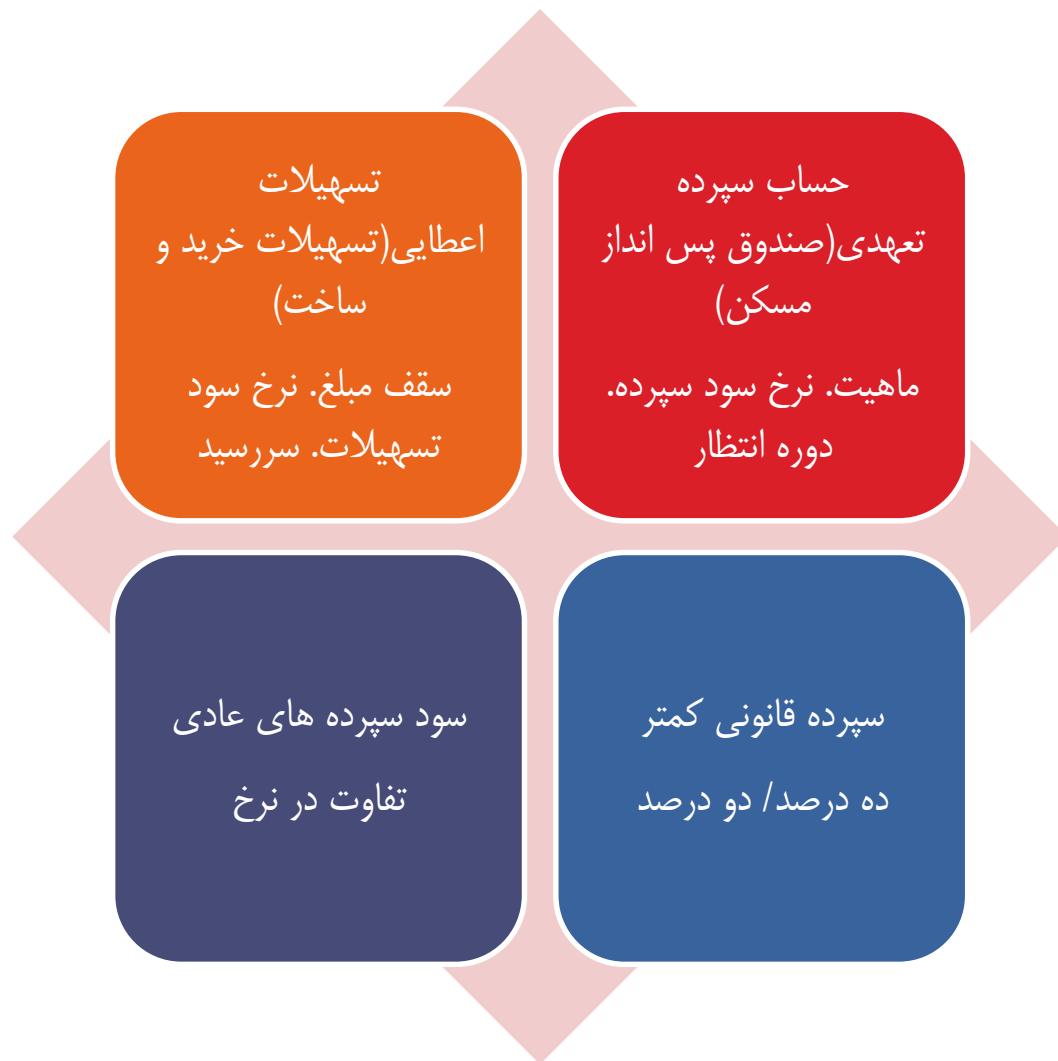 حساب سپرده
تعهدی(صندوق پس انداز
مسکن)
ماهیت. نرخ سود سپرده.
دوره انتظار
تسهیلات
اعطایی(تسهیلات خرید و
ساخت)
سقف مبلغ. نرخ سود
تسهیلات. سررسید
سپرده قانونی کمتر
ده درصد/ دو درصد
سود سپرده های عادی
تفاوت در نرخ